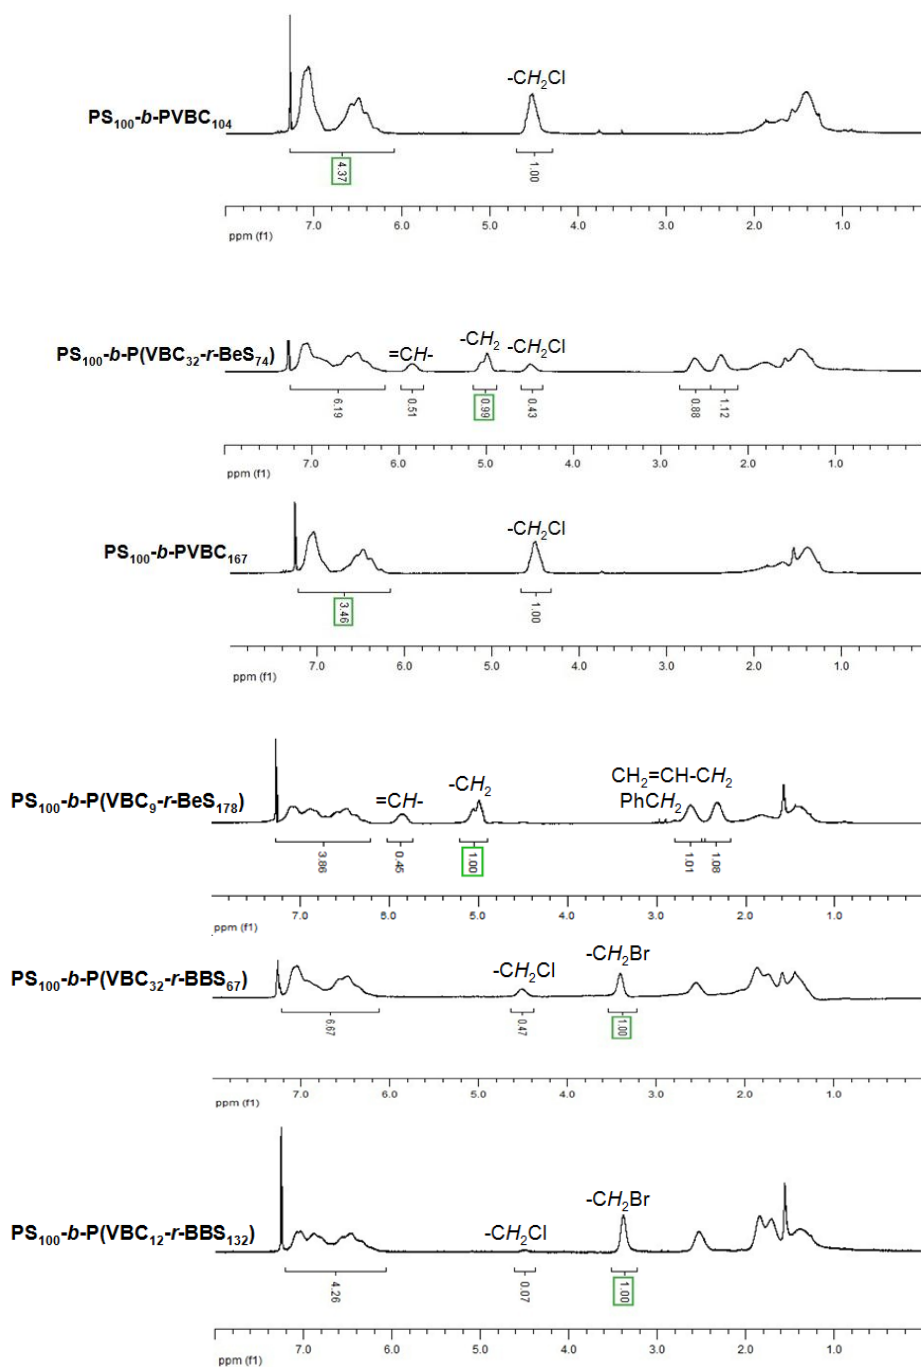 -CH₂Cl
PS₁₀₀-b-PVBC₁₀₄
4.37 1.00
7.0 6.0 5.0 4.0 3.0 2.0 1.0
ppm (f1)
PS₁₀₀-b-P(VBC₃₂-r-BeS₇₄) =CH- -CH₂ -CH₂Cl
6.19 0.51 0.99 0.43 0.88 1.12
7.0 6.0 5.0 4.0 3.0 2.0 1.0
ppm (f1)
PS₁₀₀-b-PVBC₁₆₇ -CH₂Cl
3.46 1.00
7.0 6.0 5.0 4.0 3.0 2.0 1.0
ppm (f1)
CH₂=CH-CH₂
PS₁₀₀-b-P(VBC₉-r-BeS₁₇₈) =CH- -CH₂ PhCH₂
3.86 0.45 1.00 1.01 1.08
7.0 6.0 5.0 4.0 3.0 2.0 1.0
ppm (f1)
PS₁₀₀-b-P(VBC₃₂-r-BBS₆₇) -CH₂Cl -CH₂Br
6.67 0.47 1.00
7.0 6.0 5.0 4.0 3.0 2.0 1.0
ppm (f1)
-CH₂Br
PS₁₀₀-b-P(VBC₁₂-r-BBS₁₃₂) -CH₂Cl
4.26 0.07 1.00
7.0 6.0 5.0 4.0 3.0 2.0 1.0
ppm (f1)